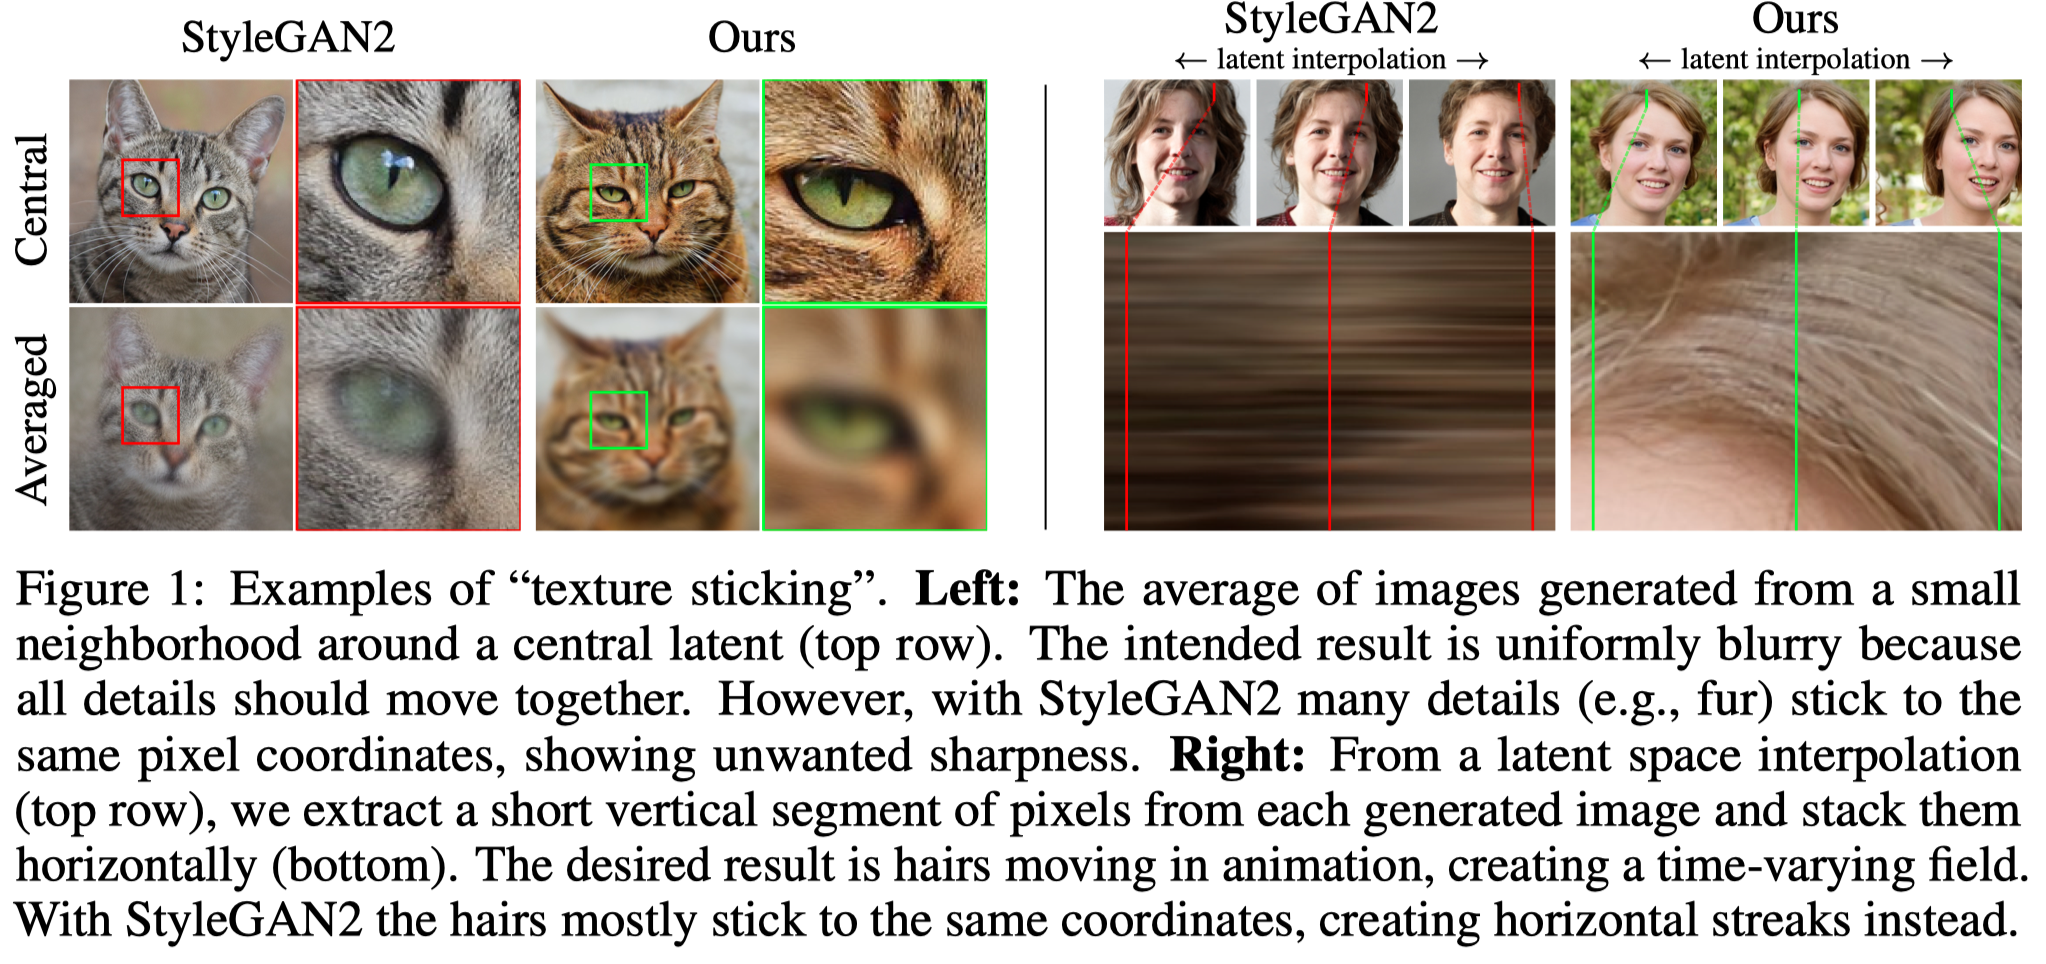 StyleGAN2
Ours
StyleGAN2
← latent interpolation →
Ours
← latent interpolation →
Central
Averaged
Figure 1: Examples of “texture sticking”. Left: The average of images generated from a small
neighborhood around a central latent (top row). The intended result is uniformly blurry because
all details should move together. However, with StyleGAN2 many details (e.g., fur) stick to the
same pixel coordinates, showing unwanted sharpness. Right: From a latent space interpolation
(top row), we extract a short vertical segment of pixels from each generated image and stack them
horizontally (bottom). The desired result is hairs moving in animation, creating a time-varying field.
With StyleGAN2 the hairs mostly stick to the same coordinates, creating horizontal streaks instead.